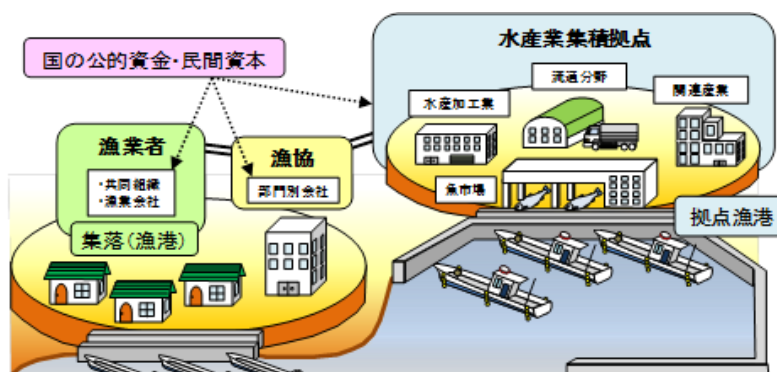 国の公的資金・民間資本
水産業集積拠点
流通分野
水産加工業
関連産業
漁業者
・共同組織
・漁業会社
漁協
部門別会社
魚市場
集落(漁港)
拠点漁港